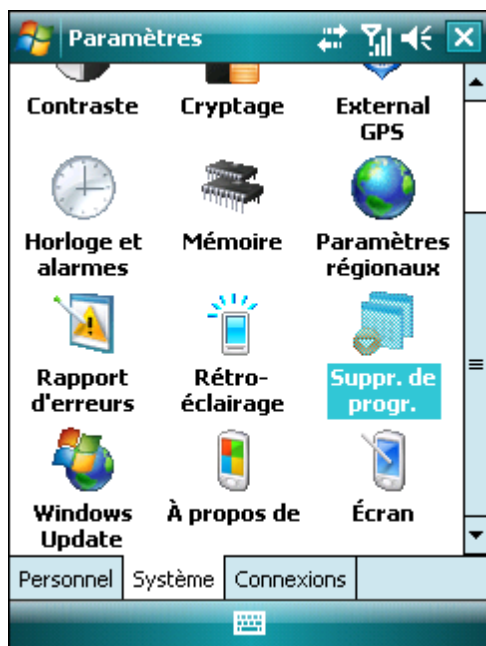 Paramètres
Contraste
Cryptage
External
GPS
Horloge et
alarmes
Mémoire
Paramètres
régionaux
Rapport
d'erreurs
Rétro-
éclairage
Suppr. de
progr.
Windows
Update
À propos de
Écran
Personnel
Système
Connexions